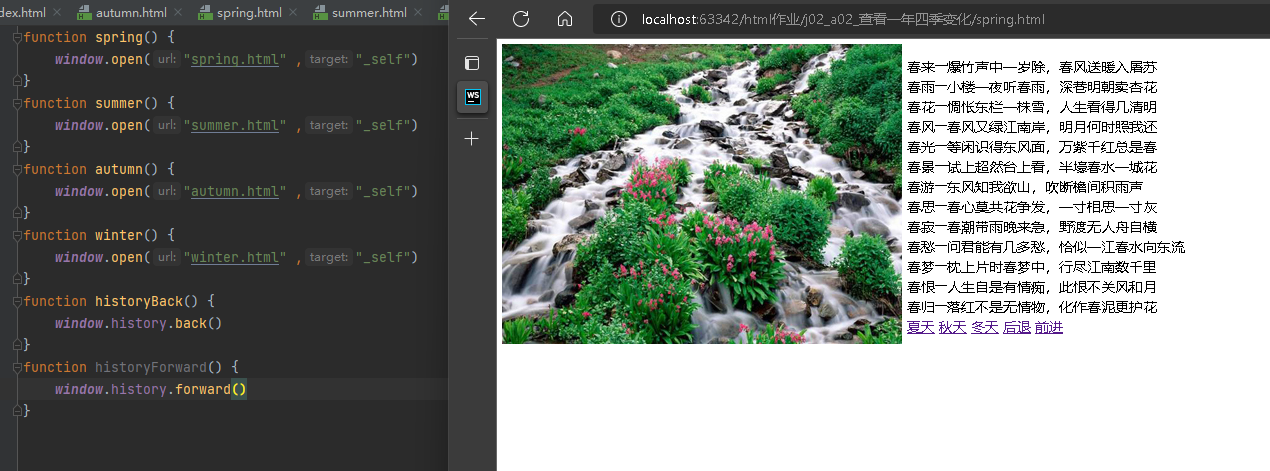 dex.html autumn.html spring.html summer.html
function spring() {
window.open( url: "spring.html" , target: "_self")
}
function summer() {
window.open( url: "summer.html" , target: "_self")
}
function autumn() {
window.open( url: "autumn.html" , target: "_self")
}
function winter() {
window.open( url: "winter.html" , target: "_self")
}
function historyBack() {
window.history.back()
}
function historyForward() {
window.history.forward()
}
localhost:63342/html作业/j02_a02_查看一年四季变化/spring.html
WS
春来—爆竹声中一岁除，春风送暖入屠苏
春雨—小楼一夜听春雨，深巷明朝卖杏花
春花—惆怅东栏一株雪，人生看得几清明
春风—春风又绿江南岸，明月何时照我还
春光—等闲识得东风面，万紫千红总是春
春景—试上超然台上看，半壕春水一城花
春游—东风知我欲山，吹断檐间积雨声
春思—春心莫共花争发，一寸相思一寸灰
春寂—春潮带雨晚来急，野渡无人舟自横
春愁—问君能有几多愁，恰似一江春水向东流
春梦—枕上片时春梦中，行尽江南数千里
春恨—人生自是有情痴，此恨不关风和月
春归—落红不是无情物，化作春泥更护花
夏天 秋天 冬天 后退 前进